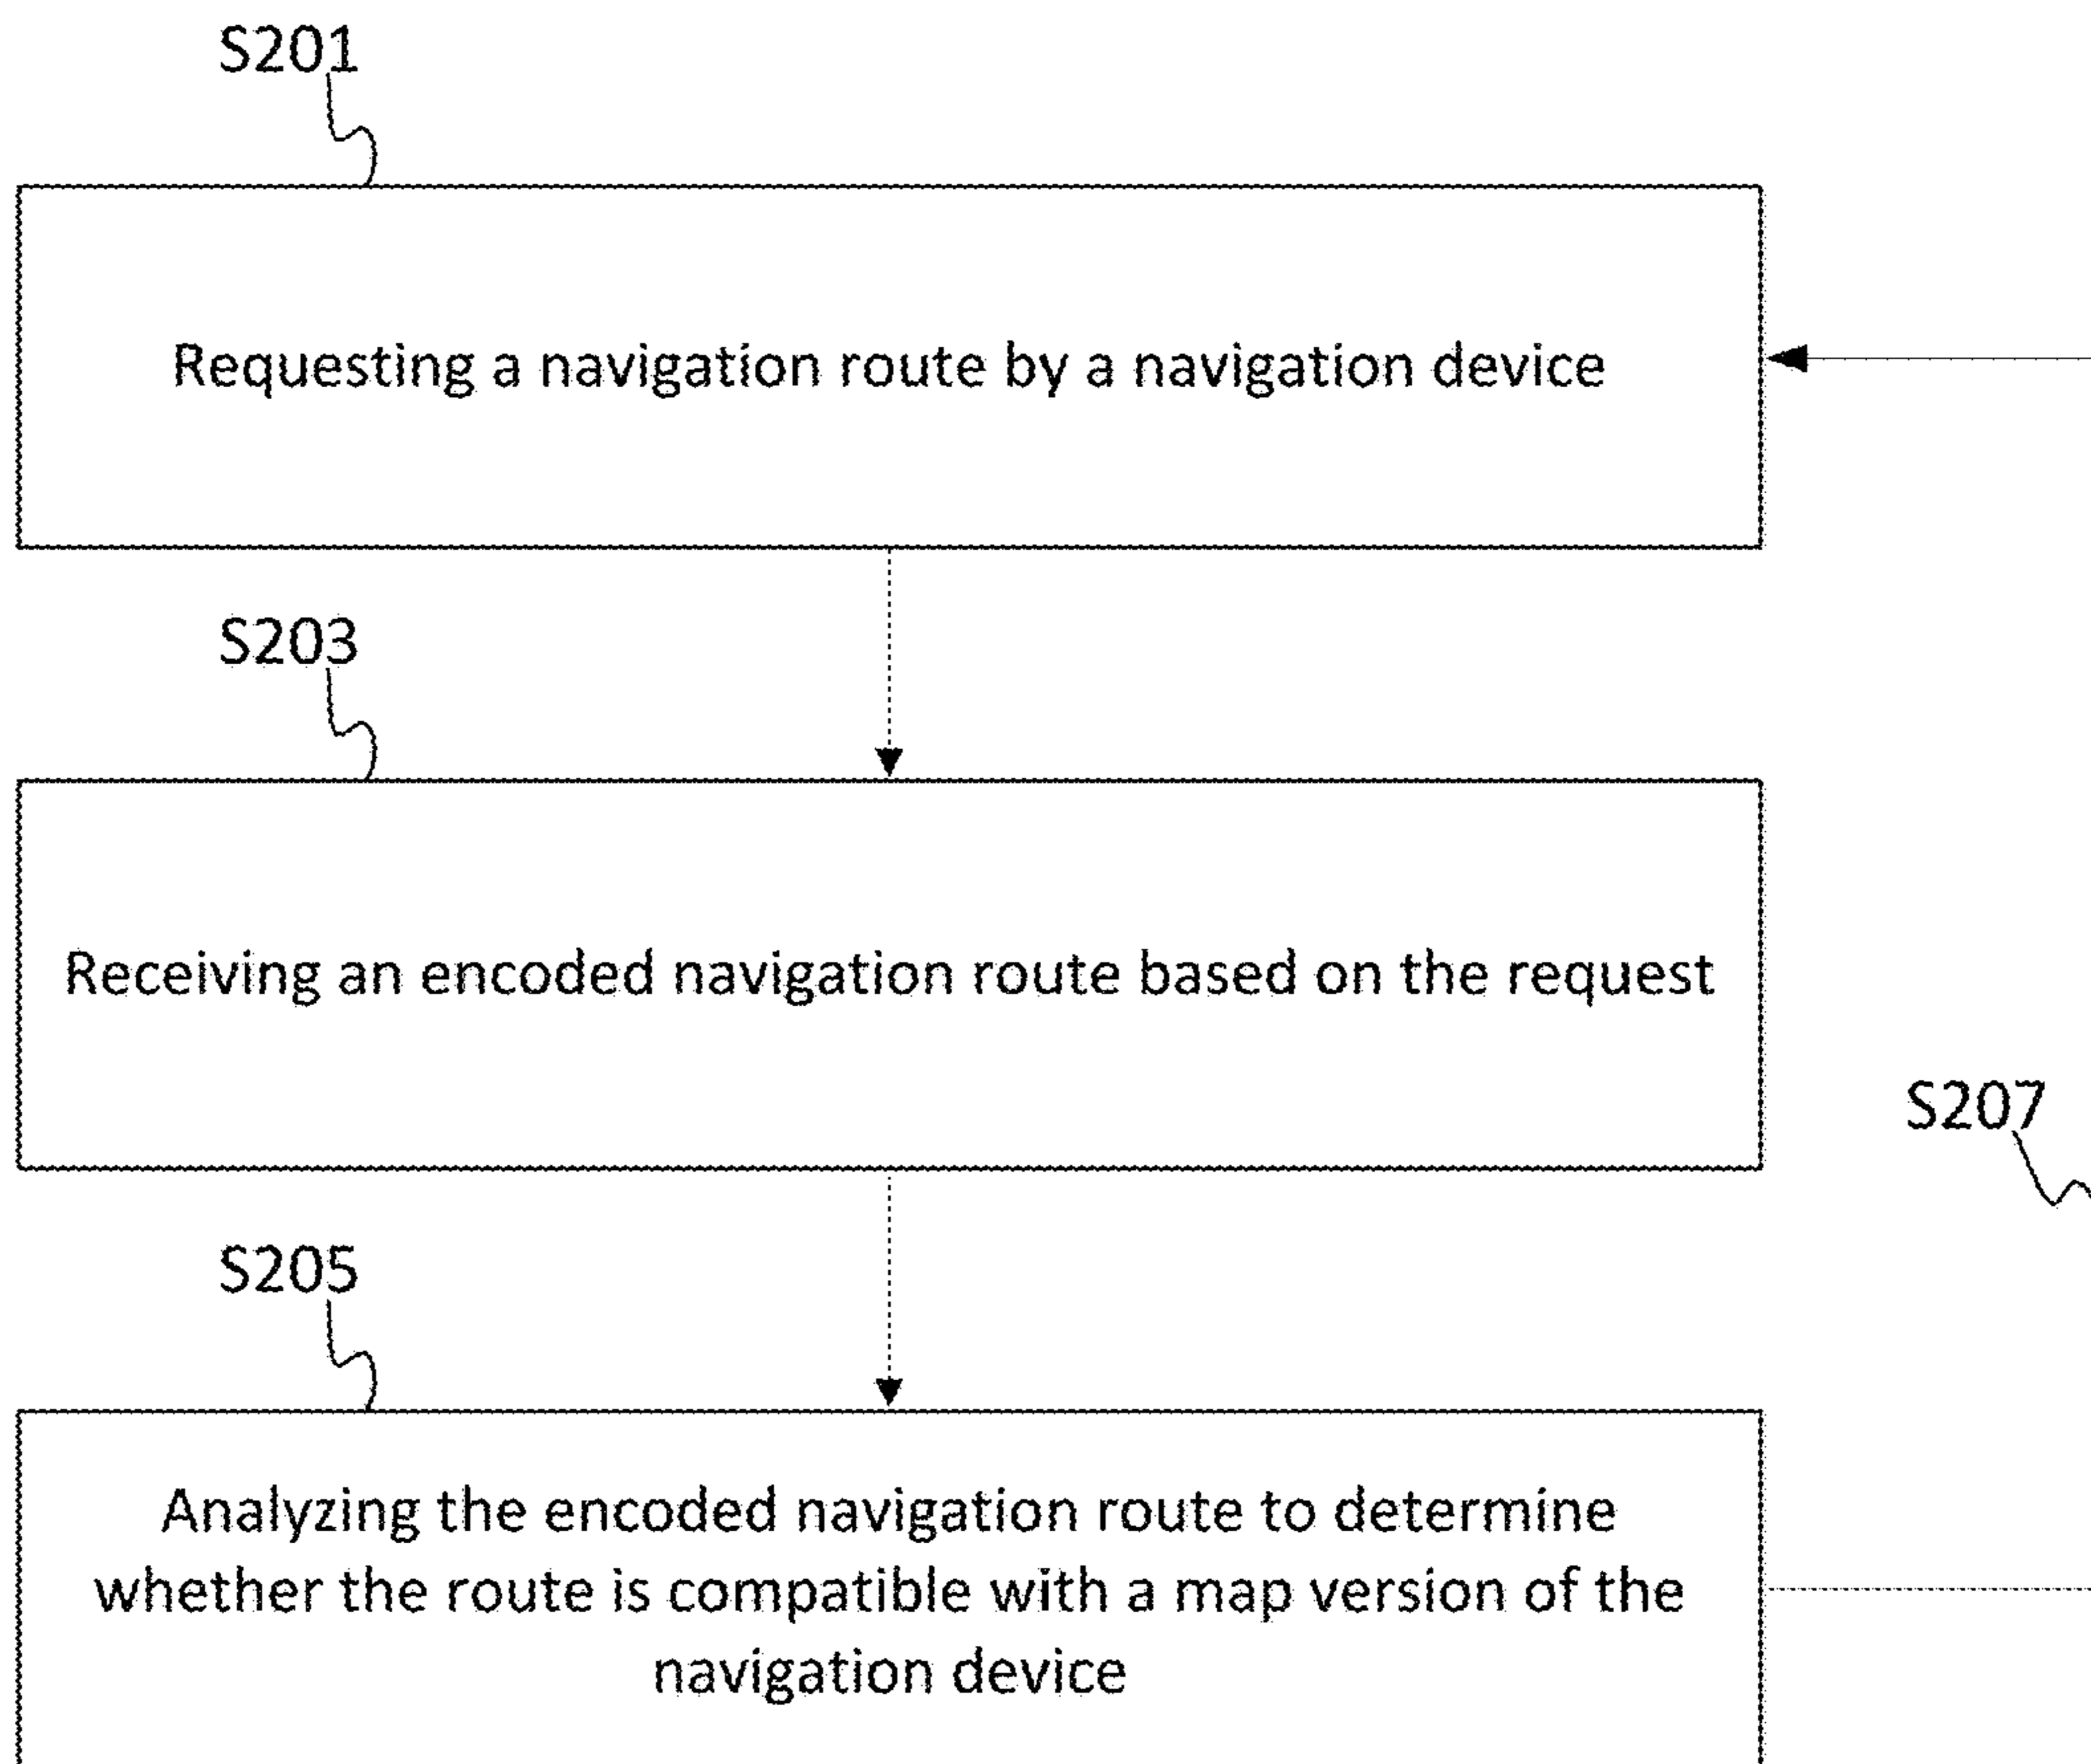 S201
Requesting a navigation route by a navigation device
S203
Receiving an encoded navigation route based on the request
S207
S205
Analyzing the encoded navigation route to determine
whether the route is compatible with a map version of the
navigation device